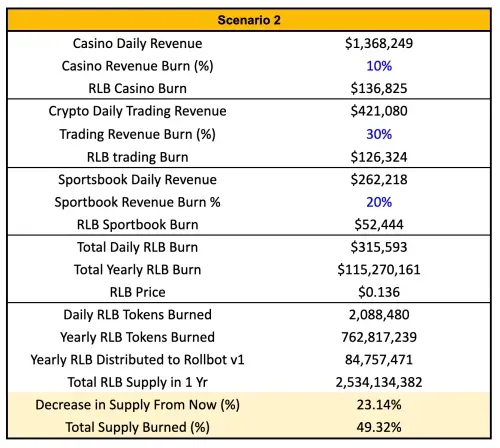 Scenario 2
Casino Daily Revenue $1,368,249
Casino Revenue Burn (%) 10%
RLB Casino Burn $136,825
Crypto Daily Trading Revenue $421,080
Trading Revenue Burn (%) 30%
RLB trading Burn $126,324
Sportsbook Daily Revenue $262,218
Sportbook Revenue Burn % 20%
RLB Sportbook Burn $52,444
Total Daily RLB Burn $315,593
Total Yearly RLB Burn $115,270,161
RLB Price $0.136
Daily RLB Tokens Burned 2,088,480
Yearly RLB Tokens Burned 762,817,239
Yearly RLB Distributed to Rollbot v1 84,757,471
Total RLB Supply in 1 Yr 2,534,134,382
Decrease in Supply From Now (%) 23.14%
Total Supply Burned (%) 49.32%